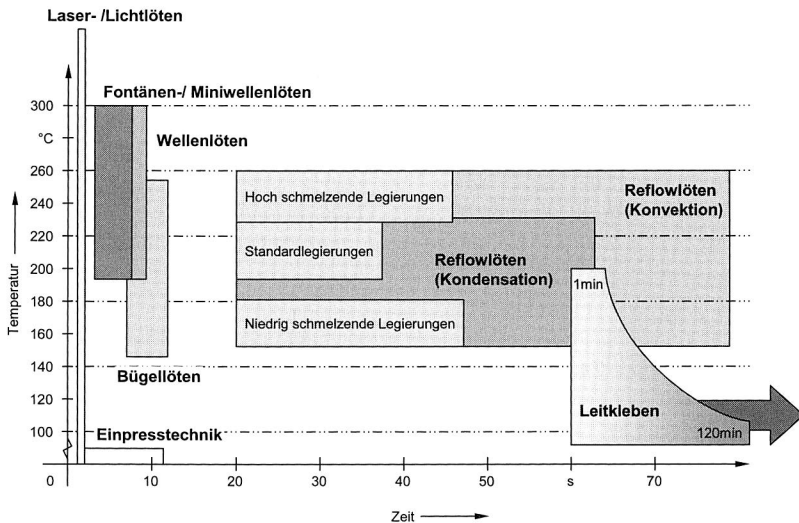 Laser- /Lichtlöten
Fontänen-/ Miniwellenlöten
300
°C
Wellenlöten
260
Hoch schmelzende Legierungen
Reflowlöten
(Konvektion)
240
220
Standardlegierungen
Reflowlöten
(Kondensation)
200
1min
180
Niedrig schmelzende Legierungen
160
140
Bügellöten
120
Leitkleben
100
Einpresstechnik
120min
Temperatur
0
10
20
30
40
50
s
70
Zeit